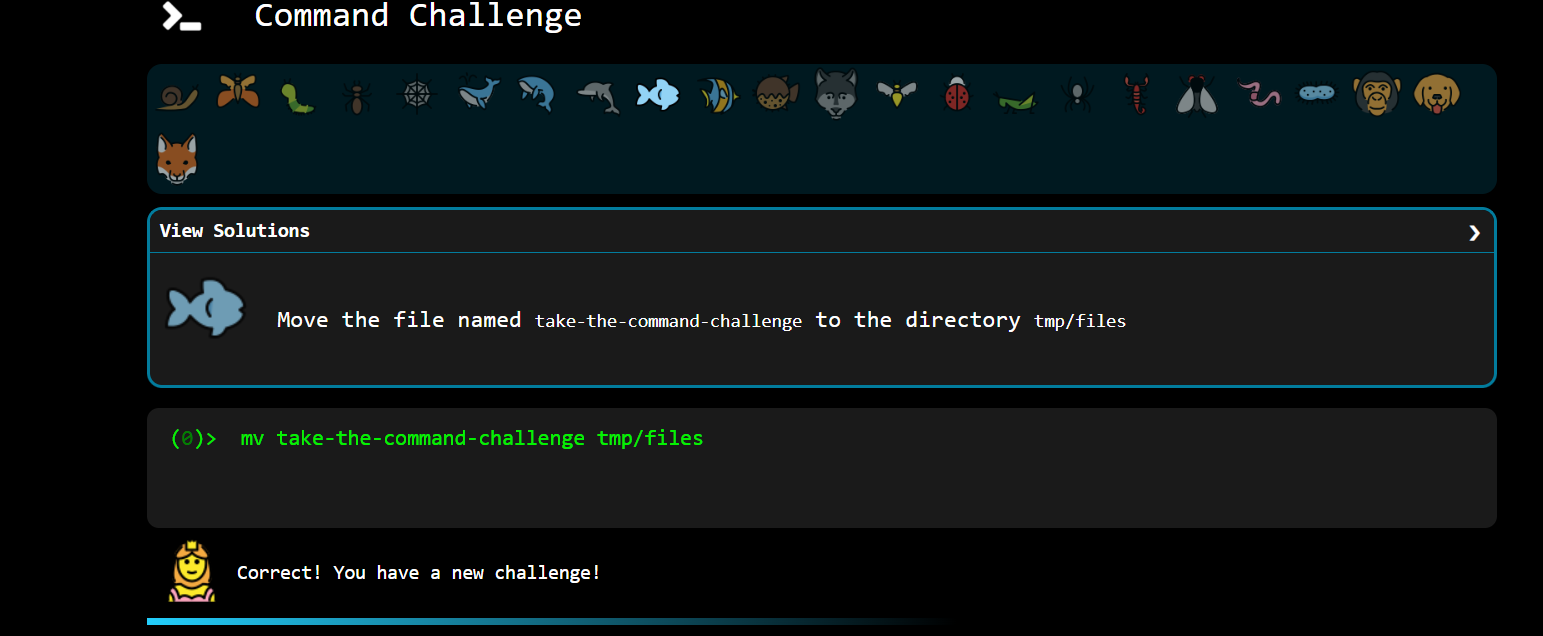 Command Challenge
View Solutions
Move the file named take-the-command-challenge to the directory tmp/files
(0)> mv take-the-command-challenge tmp/files
Correct! You have a new challenge!